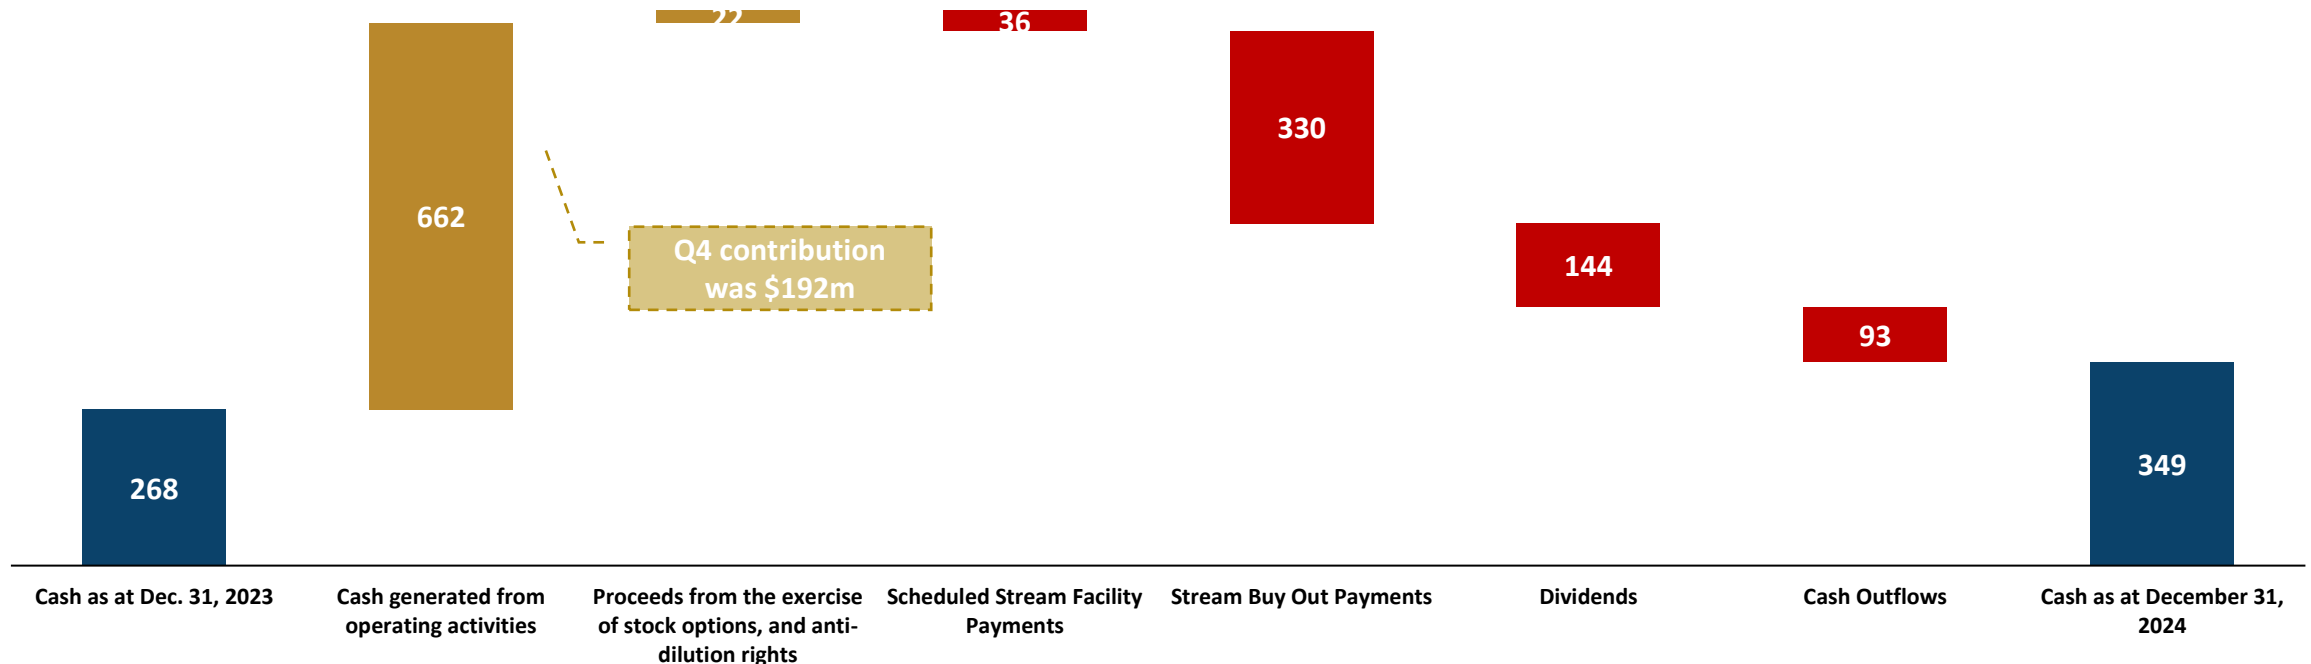 22
36
330
662
Q4 contribution
was $192m
144
93
268
349
Cash as at Dec. 31, 2023
Cash generated from
operating activities
Proceeds from the exercise
of stock options, and anti-
dilution rights
Scheduled Stream Facility
Payments
Stream Buy Out Payments
Dividends
Cash Outflows
Cash as at December 31,
2024